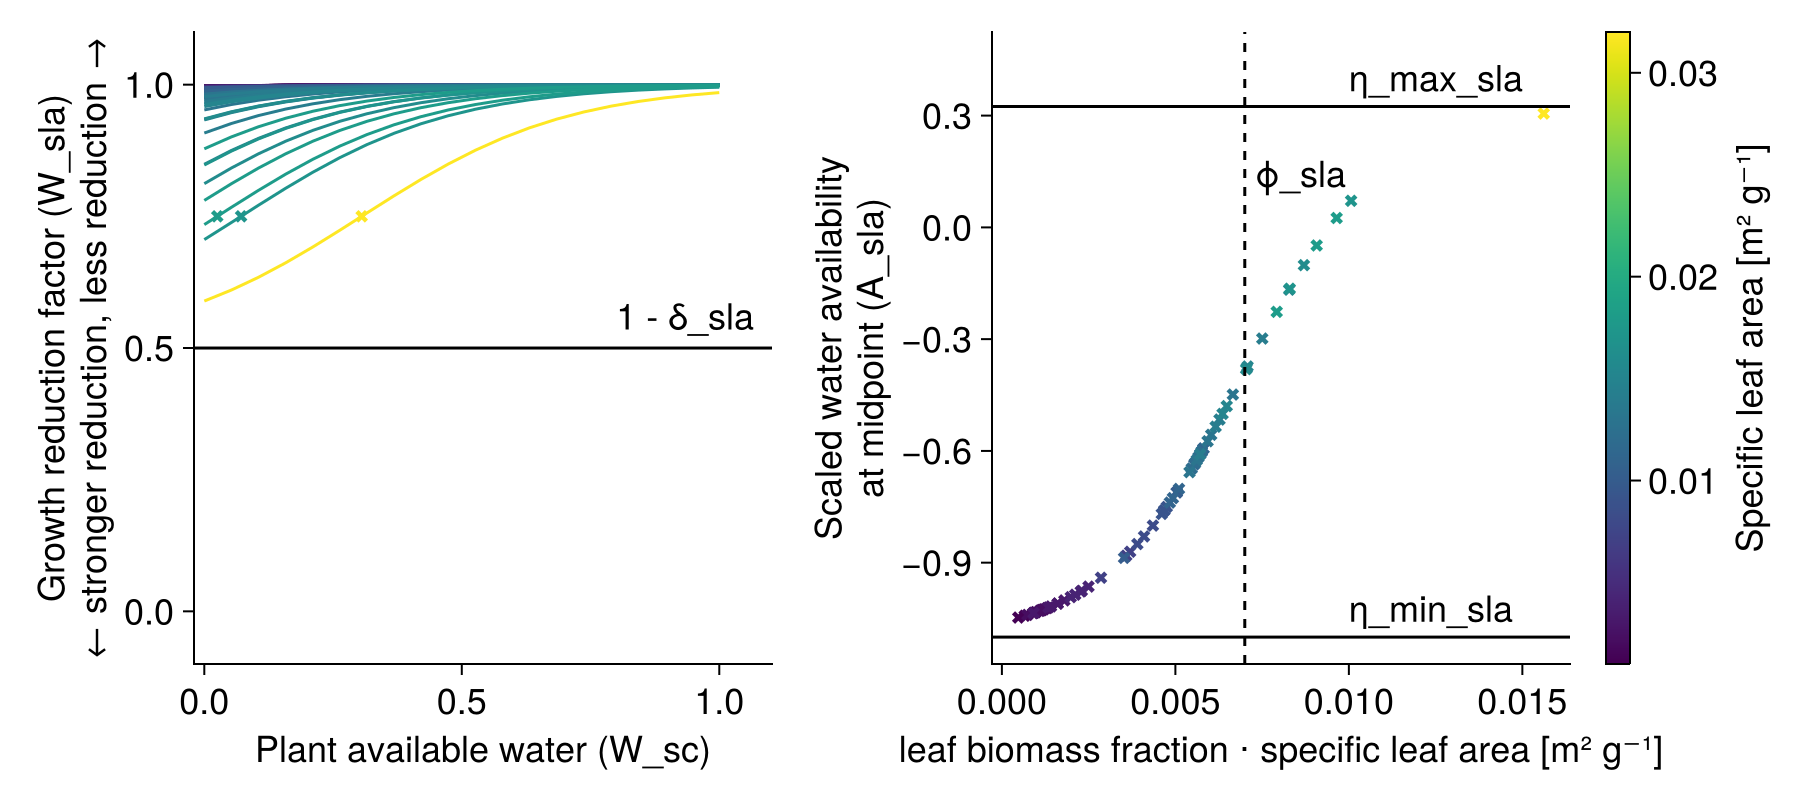 Growth reduction factor (W_sla)
← stronger reduction, less reduction →
1.0
0.5
0.0
1 - δ_sla
0.0
0.5
1.0
Plant available water (W_sc)
Scaled water availability
at midpoint (A_sla)
0.3
0.0
−0.3
−0.6
−0.9
η_max_sla
ϕ_sla
η_min_sla
0.000
0.005
0.010
0.015
leaf biomass fraction · specific leaf area [m² g⁻¹]
0.03
0.02
0.01
Specific leaf area [m² g⁻¹]